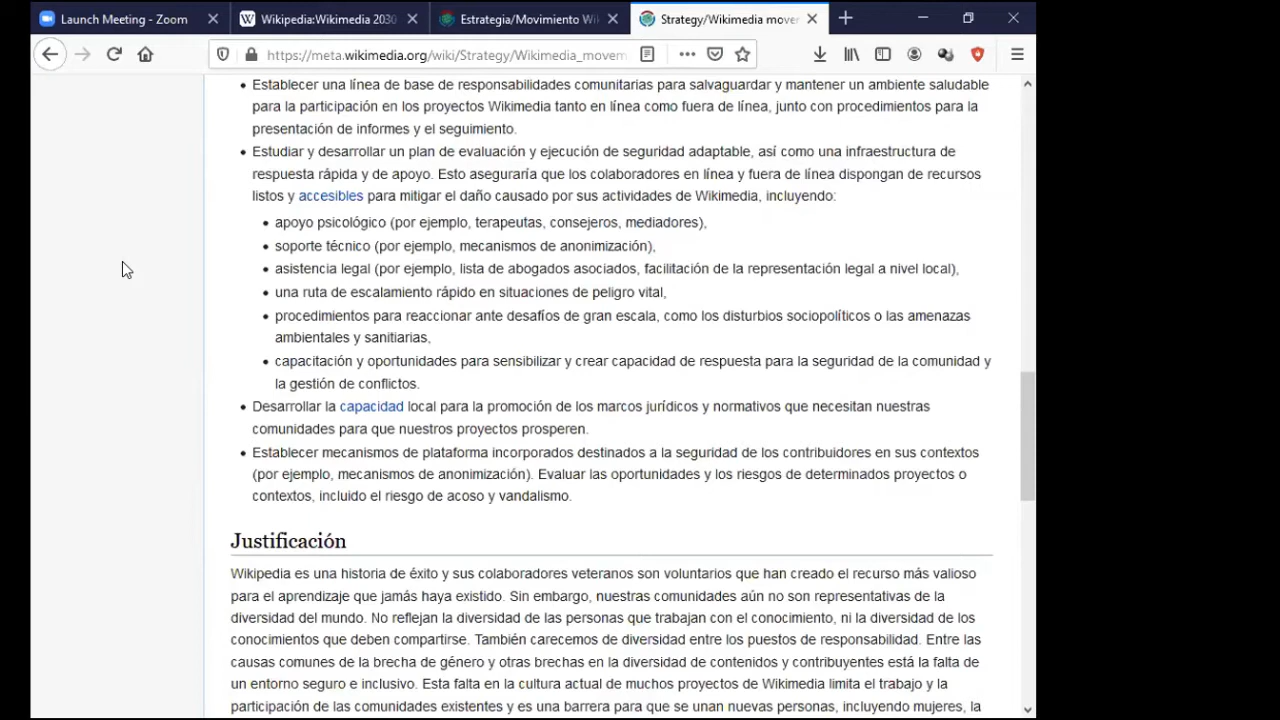 Launch Meeting - Zoom
Wikipedia:Wikimedia 2030
Estrategia/Movimiento Wi
Strategy/Wikimedia move
https://meta.wikimedia.org/wiki/Strategy/Wikimedia_movem
Establecer una línea de base de responsabilidades comunitarias para salvaguardar y mantener un ambiente saludable
para la participación en los proyectos Wikimedia tanto en línea como fuera de línea, junto con procedimientos para la
presentación de informes y el seguimiento.
Estudiar y desarrollar un plan de evaluación y ejecución de seguridad adaptable, así como una infraestructura de
respuesta rápida y de apoyo. Esto aseguraría que los colaboradores en línea y fuera de línea dispongan de recursos
listos y accesibles para mitigar el daño causado por sus actividades de Wikimedia, incluyendo:
apoyo psicológico (por ejemplo, terapeutas, consejeros, mediadores),
soporte técnico (por ejemplo, mecanismos de anonimización),
asistencia legal (por ejemplo, lista de abogados asociados, facilitación de la representación legal a nivel local),
una ruta de escalamiento rápido en situaciones de peligro vital,
procedimientos para reaccionar ante desafíos de gran escala, como los disturbios sociopolíticos o las amenazas
ambientales y sanitiarias,
capacitación y oportunidades para sensibilizar y crear capacidad de respuesta para la seguridad de la comunidad y
la gestión de conflictos.
Desarrollar la capacidad local para la promoción de los marcos jurídicos y normativos que necesitan nuestras
comunidades para que nuestros proyectos prosperen.
Establecer mecanismos de plataforma incorporados destinados a la seguridad de los contribuidores en sus contextos
(por ejemplo, mecanismos de anonimización). Evaluar las oportunidades y los riesgos de determinados proyectos o
contextos, incluido el riesgo de acoso y vandalismo.
Justificación
Wikipedia es una historia de éxito y sus colaboradores veteranos son voluntarios que han creado el recurso más valioso
para el aprendizaje que jamás haya existido. Sin embargo, nuestras comunidades aún no son representativas de la
diversidad del mundo. No reflejan la diversidad de las personas que trabajan con el conocimiento, ni la diversidad de los
conocimientos que deben compartirse. También carecemos de diversidad entre los puestos de responsabilidad. Entre las
causas comunes de la brecha de género y otras brechas en la diversidad de contenidos y contribuyentes está la falta de
un entorno seguro e inclusivo. Esta falta en la cultura actual de muchos proyectos de Wikimedia limita el trabajo y la
participación de las comunidades existentes y es una barrera para que se unan nuevas personas, incluyendo mujeres, la